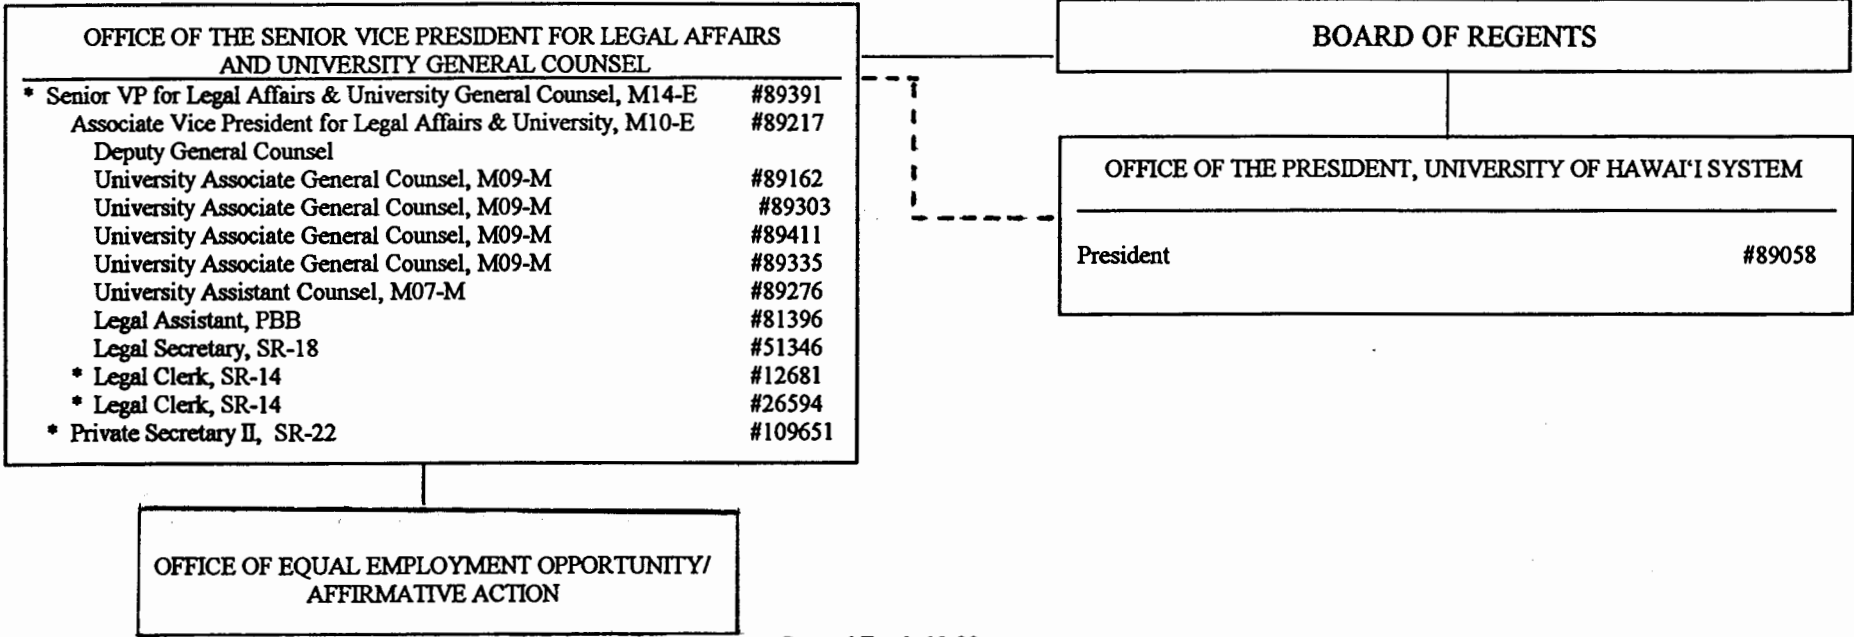 OFFICE OF THE SENIOR VICE PRESIDENT FOR LEGAL AFFAIRS
AND UNIVERSITY GENERAL COUNSEL
* Senior VP for Legal Affairs & University General Counsel, M14-E #89391
Associate Vice President for Legal Affairs & University, M10-E #89217
Deputy General Counsel
University Associate General Counsel, M09-M #89162
University Associate General Counsel, M09-M #89303
University Associate General Counsel, M09-M #89411
University Associate General Counsel, M09-M #89335
University Assistant Counsel, M07-M #89276
Legal Assistant, PBB #81396
Legal Secretary, SR-18 #51346
* Legal Clerk, SR-14 #12681
* Legal Clerk, SR-14 #26594
* Private Secretary II, SR-22 #109651
BOARD OF REGENTS
OFFICE OF THE PRESIDENT, UNIVERSITY OF HAWAI‘I SYSTEM
President #89058
OFFICE OF EQUAL EMPLOYMENT OPPORTUNITY/
AFFIRMATIVE ACTION